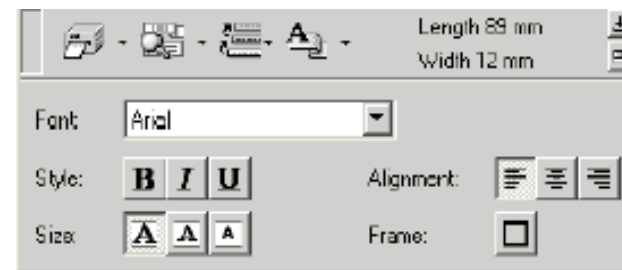 Length 89 mm
Width 12 mm
Font: Arial
Style: B I U Alignment:
Size: A A A Frame: